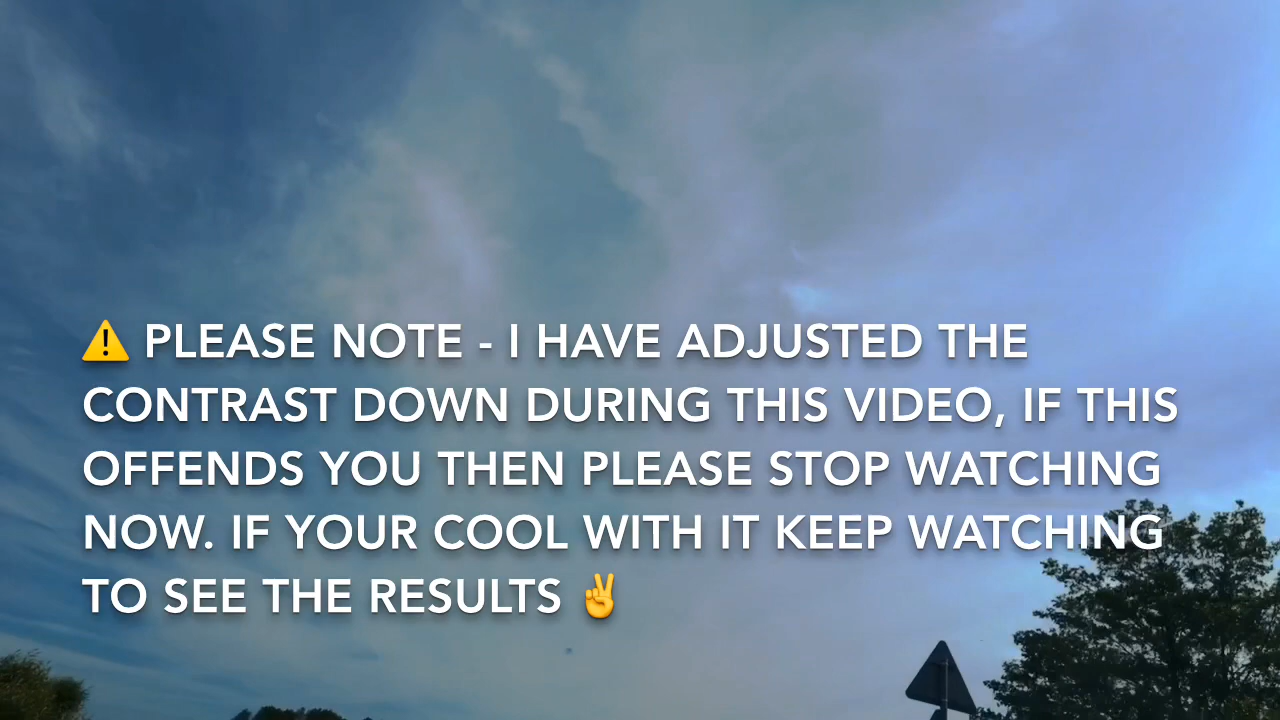 ⚠️ PLEASE NOTE - I HAVE ADJUSTED THE
CONTRAST DOWN DURING THIS VIDEO, IF THIS
OFFENDS YOU THEN PLEASE STOP WATCHING
NOW. IF YOUR COOL WITH IT KEEP WATCHING
TO SEE THE RESULTS ✌️